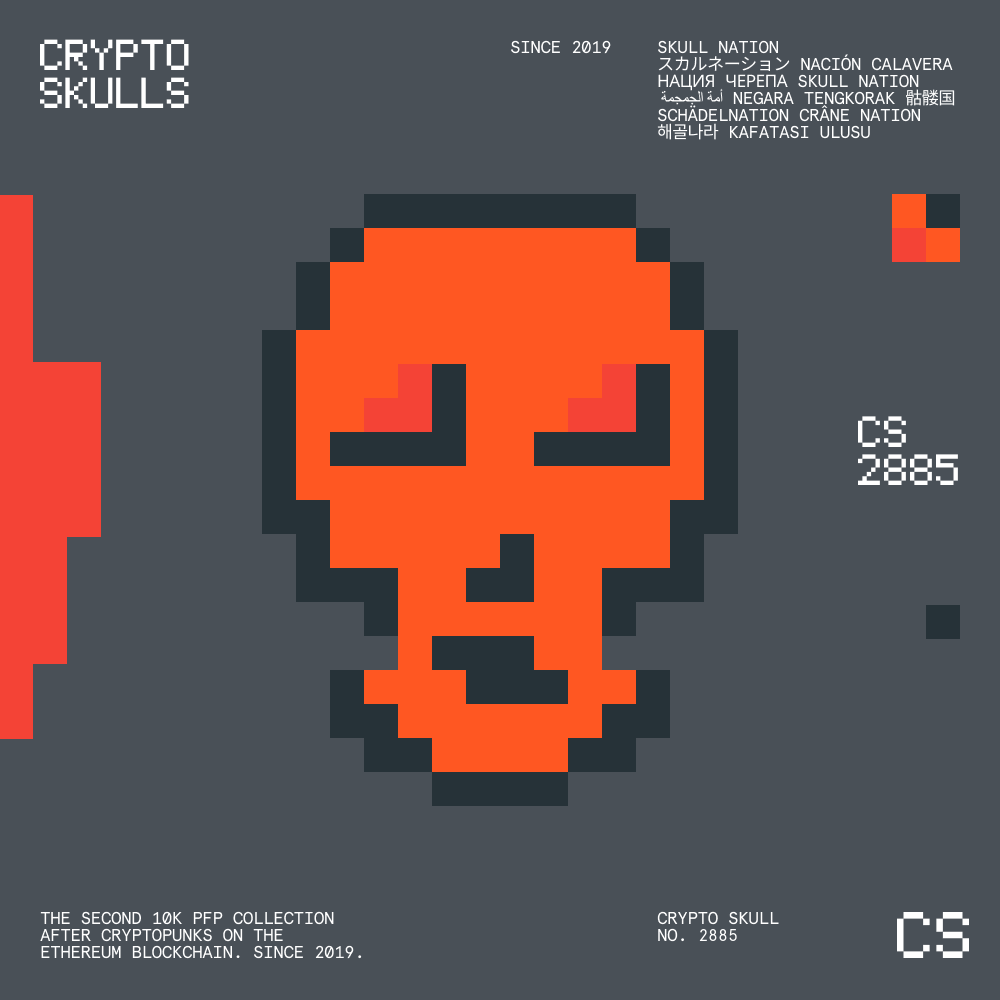 CRYPTO
SKULLS
SINCE 2019
SKULL NATION
スカルネーション NACIÓN CALAVERA
НАЦИЯ ЧЕРЕПА SKULL NATION
أمة الجمجمة NEGARA TENGKORAK 骷髅国
SCHÄDELNATION CRÂNE NATION
해골나라 KAFATASI ULUSU
CS
2885
THE SECOND 10K PFP COLLECTION
AFTER CRYPTOPUNKS ON THE
ETHEREUM BLOCKCHAIN. SINCE 2019.
CRYPTO SKULL
NO. 2885
CS